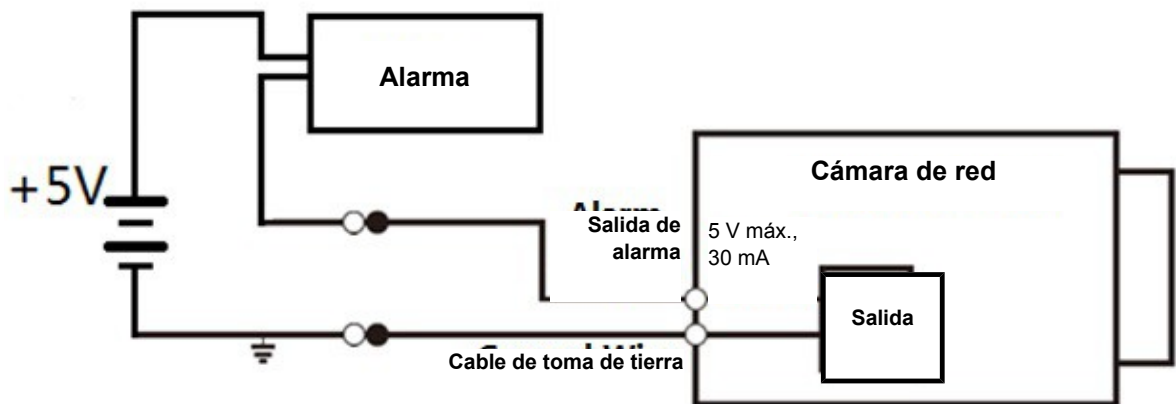 Alarma
Cámara de red
+5V
Salida de
alarma
5 V máx.,
30 mA
Salida
Cable de toma de tierra